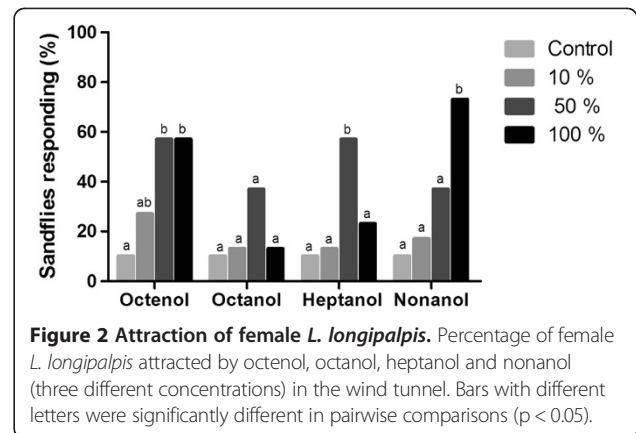 100
80
60
40
20
0
Sandflies responding (%)
a
ab
b
b
a
a
a
a
a
a
b
a
a
a
a
b
Octenol
Octanol
Heptanol
Nonanol
Control
10 %
50 %
100 %
Figure 2 Attraction of female L. longipalpis. Percentage of female
L. longipalpis attracted by octenol, octanol, heptanol and nonanol
(three different concentrations) in the wind tunnel. Bars with different
letters were significantly different in pairwise comparisons (p < 0.05).